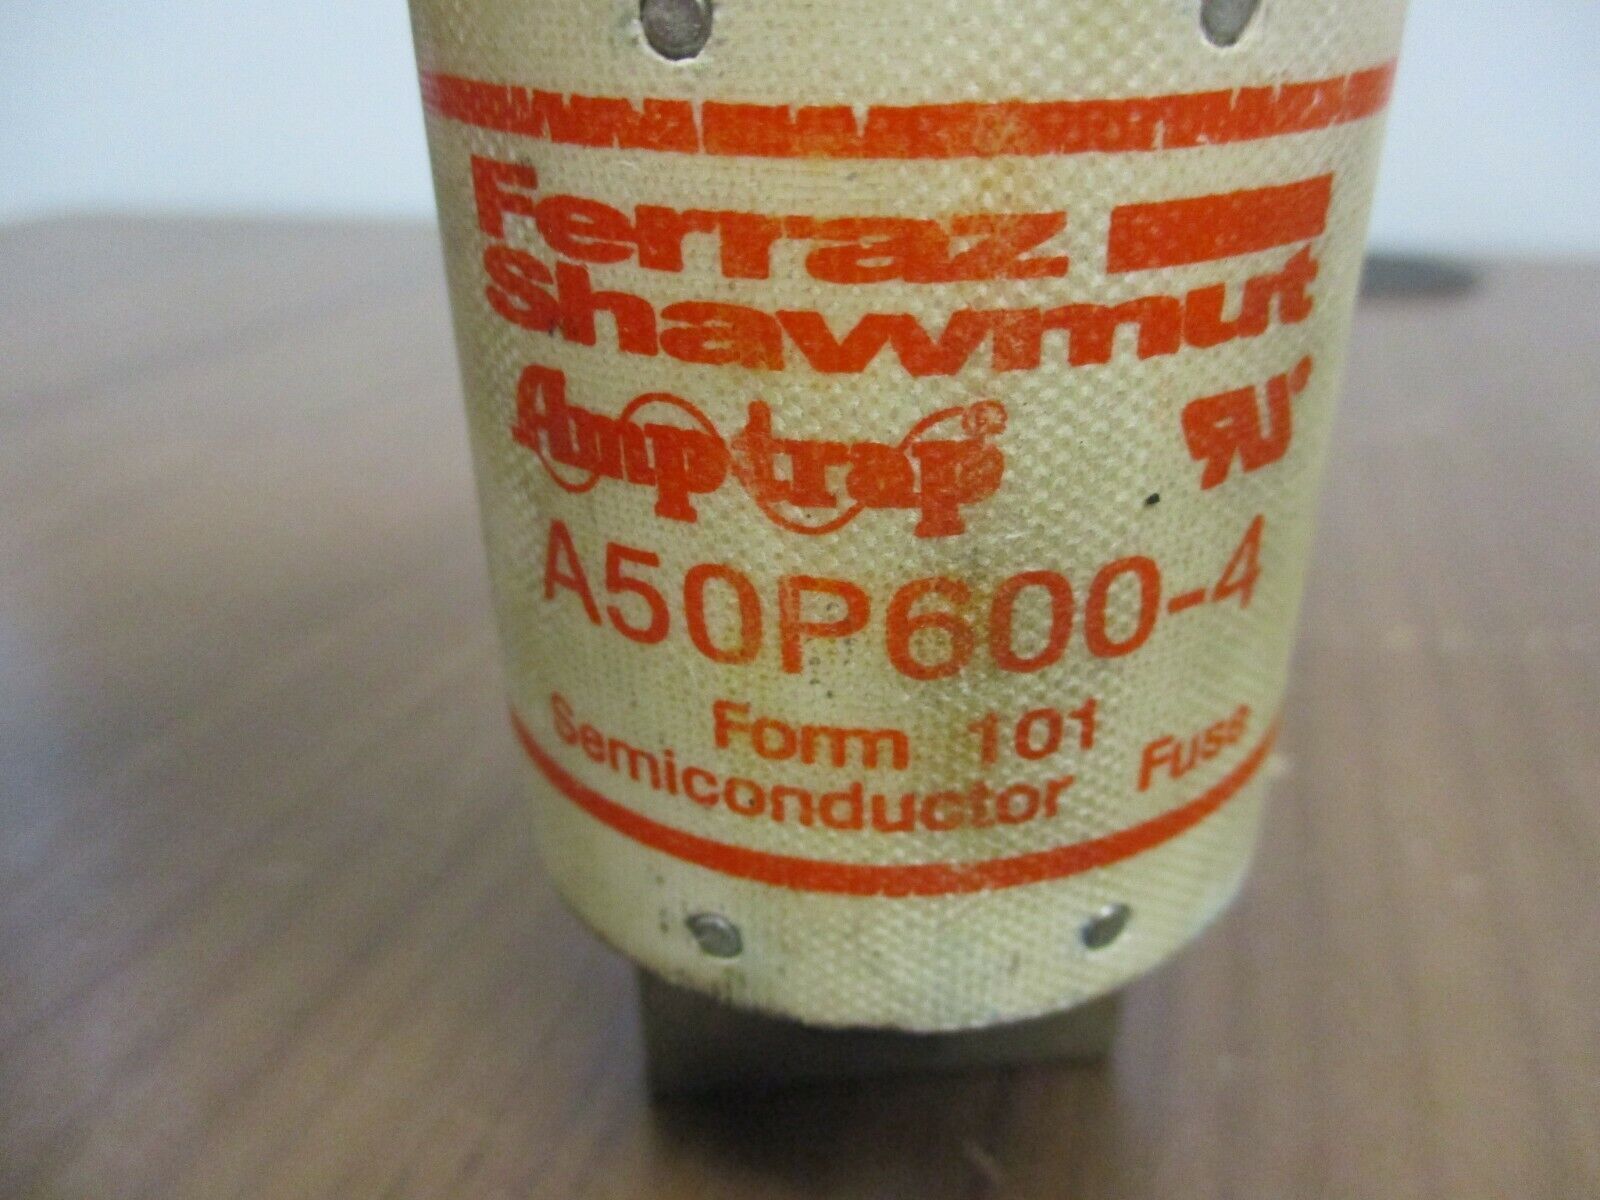 Ferraz
Shawmut
Amp-trap®
A50P600-4
Form 101
Semiconductor Fuse